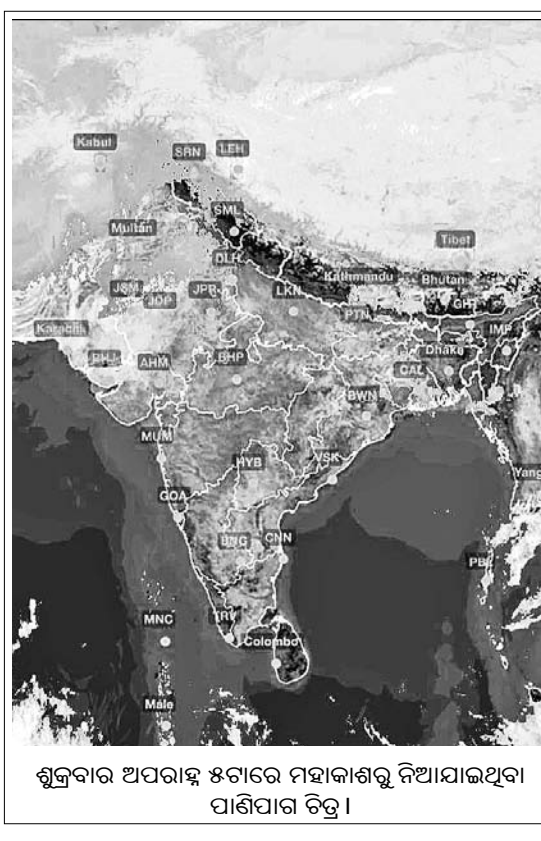 Kabul
SRN LEH
SML
Multan
DLH
Tibet
JSM JDP JPR
LKN
Kathmandu
Bhutan
GHT
PTN
Karachi
IMP
BHJ AHM
BHP
Dhaka
CAL
BWN
MUM
HYB
VSK
Yang
GOA
BNG CNN
PBL
MNC
TRV
Colombo
Male
ଶୁକ୍ରବାର ଅପରାହ୍ନ ୫ଟାରେ ମହାକାଶରୁ ନିଆଯାଇଥିବା
ପାଣିପାଗ ଚିତ୍ର ।